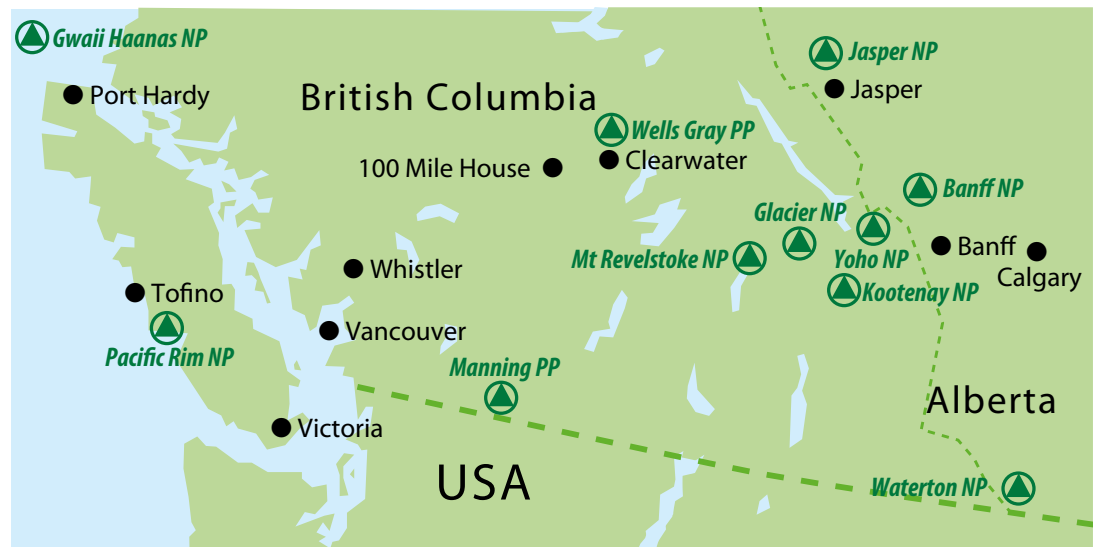 Gwaii Haanas NP
Jasper NP
Port Hardy
British Columbia
Jasper
Wells Gray PP
100 Mile House
Clearwater
Banff NP
Glacier NP
Mt Revelstoke NP
Yoho NP
Banff
Whistler
Calgary
Tofino
Kootenay NP
Vancouver
Pacific Rim NP
Manning PP
Alberta
Victoria
USA
Waterton NP